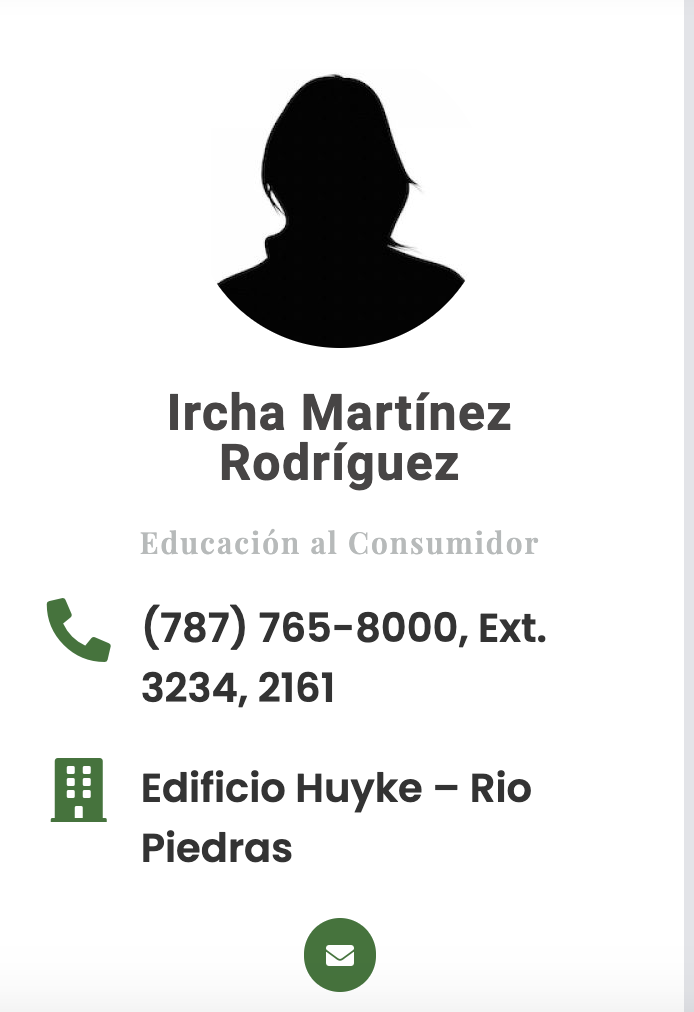 Ircha Martínez
Rodríguez
Educación al Consumidor
(787) 765-8000, Ext.
3234, 2161
Edificio Huyke – Rio
Piedras